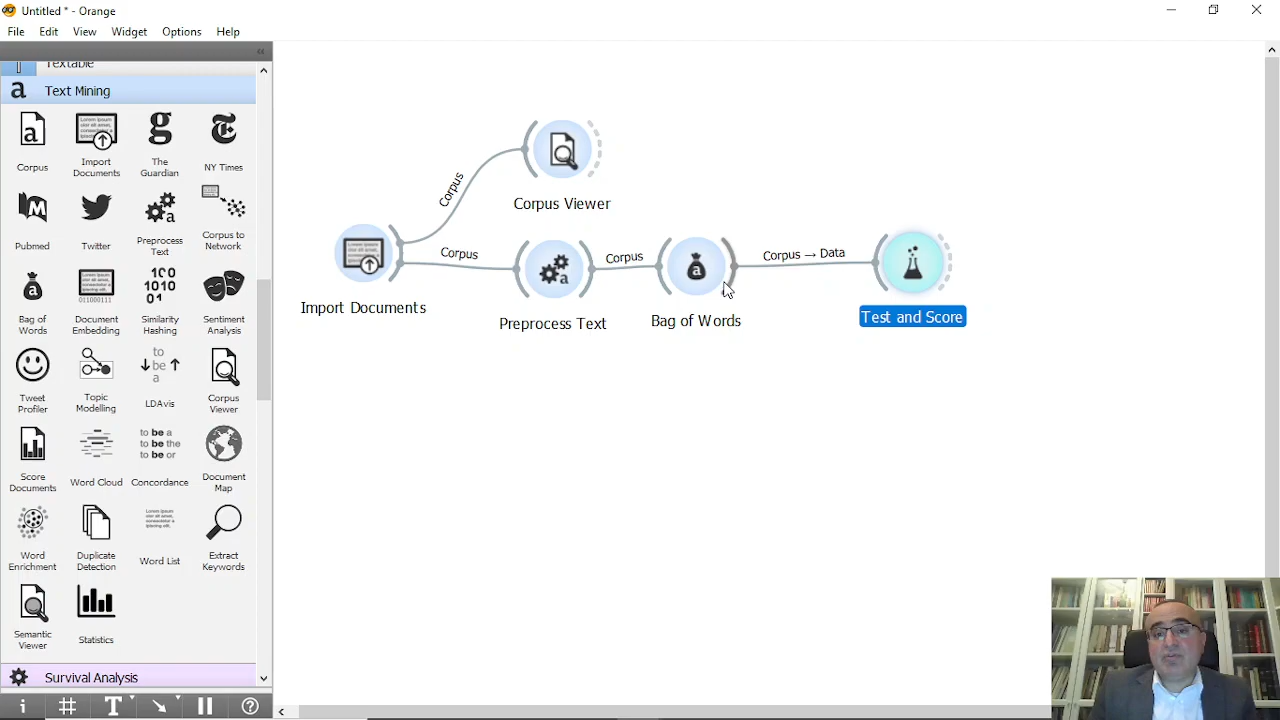 Untitled * - Orange
File Edit View Widget Options Help
Textable
a Text Mining
Corpus
Import Documents
The Guardian
NY Times
Pubmed
Twitter
Preprocess Text
Corpus to Network
Bag of Words
Document Embedding
Similarity Hashing
Sentiment Analysis
Tweet Profiler
Topic Modelling
LDAvis
Corpus Viewer
Score Documents
Word Cloud
Concordance
Document Map
Word Enrichment
Duplicate Detection
Word List
Extract Keywords
Semantic Viewer
Statistics
Survival Analysis
Corpus
Corpus Viewer
Corpus
Import Documents
Corpus
Preprocess Text
Bag of Words
Corpus → Data
Test and Score